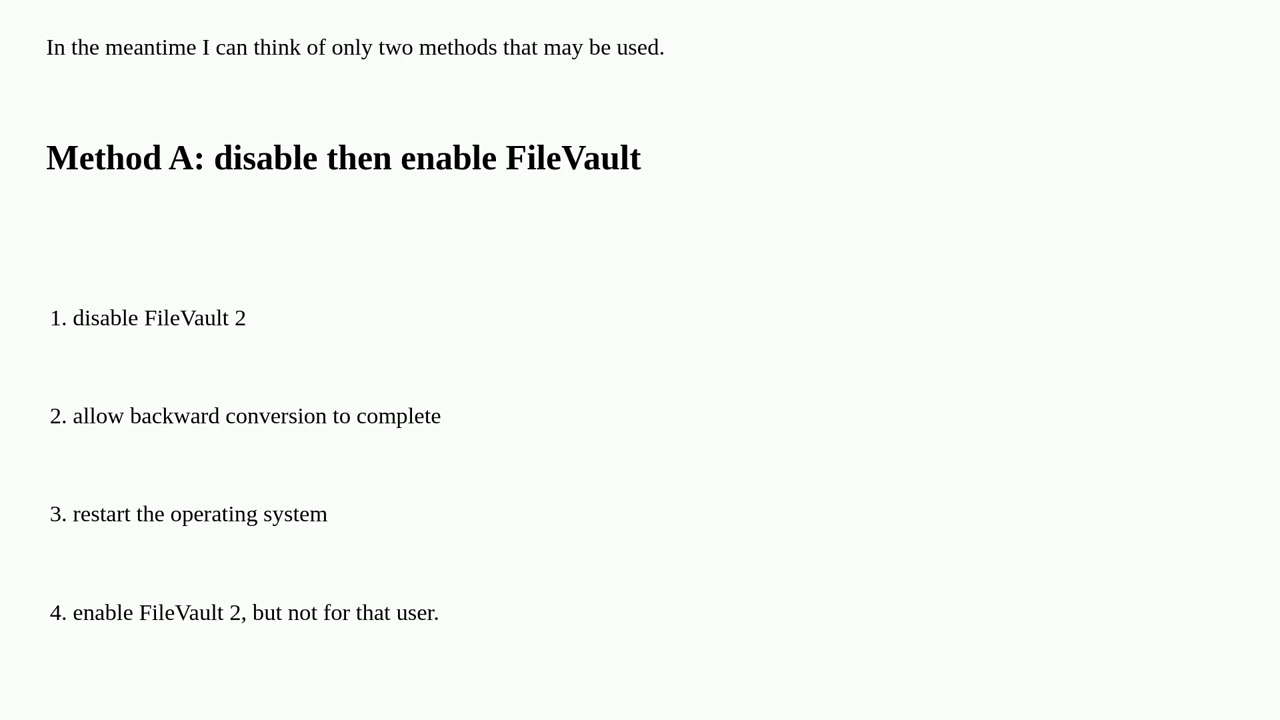 In the meantime I can think of only two methods that may be used.
Method A: disable then enable FileVault
1. disable FileVault 2
2. allow backward conversion to complete
3. restart the operating system
4. enable FileVault 2, but not for that user.